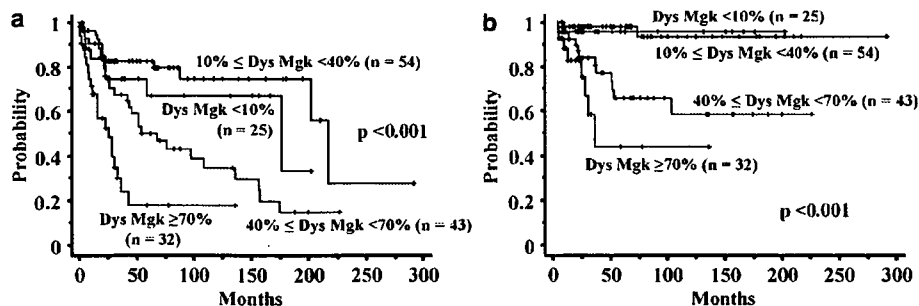 a
Probability
1
0.8
0.6
0.4
0.2
0
10% ≤ Dys Mgk <40% (n = 54)
Dys Mgk <10%
(n = 25)
p <0.001
Dys Mgk ≥70%
(n = 32)
40% ≤ Dys Mgk <70% (n = 43)
0 50 100 150 200 250 300
Months
b
Probability
1
0.8
0.6
0.4
0.2
0
Dys Mgk <10% (n = 25)
10% ≤ Dys Mgk <40% (n = 54)
40% ≤ Dys Mgk <70% (n = 43)
Dys Mgk ≥70% (n = 32)
p <0.001
0 50 100 150 200 250 300
Months